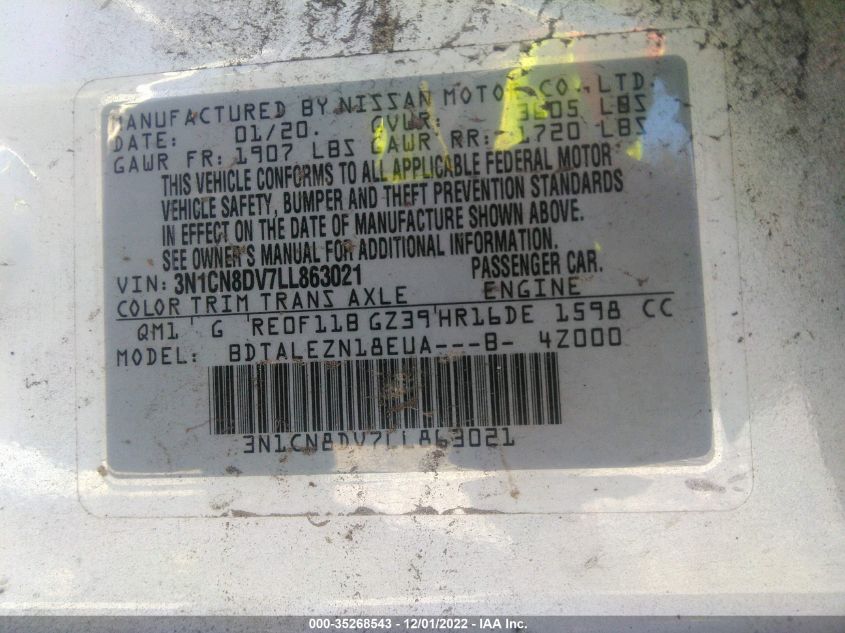 MANUFACTURED BY NISSAN MOTOR CO., LTD.
DATE: 01/20. GVWR: 3605 LBS
GAWR FR: 1907 LBS GAWR RR: 1720 LBS
THIS VEHICLE CONFORMS TO ALL APPLICABLE FEDERAL MOTOR
VEHICLE SAFETY, BUMPER AND THEFT PREVENTION STANDARDS
IN EFFECT ON THE DATE OF MANUFACTURE SHOWN ABOVE.
SEE OWNER'S MANUAL FOR ADDITIONAL INFORMATION.
VIN: 3N1CN8DV7LL863021 PASSENGER CAR.
COLOR TRIM TRANS AXLE ENGINE
QM1 G RE0F11B GZ39 HR16DE 1598 CC
MODEL: BDTALEZN18EUA---B- 4Z000
3N1CN8DV7LL863021
000-35268543 - 12/01/2022 - IAA Inc.